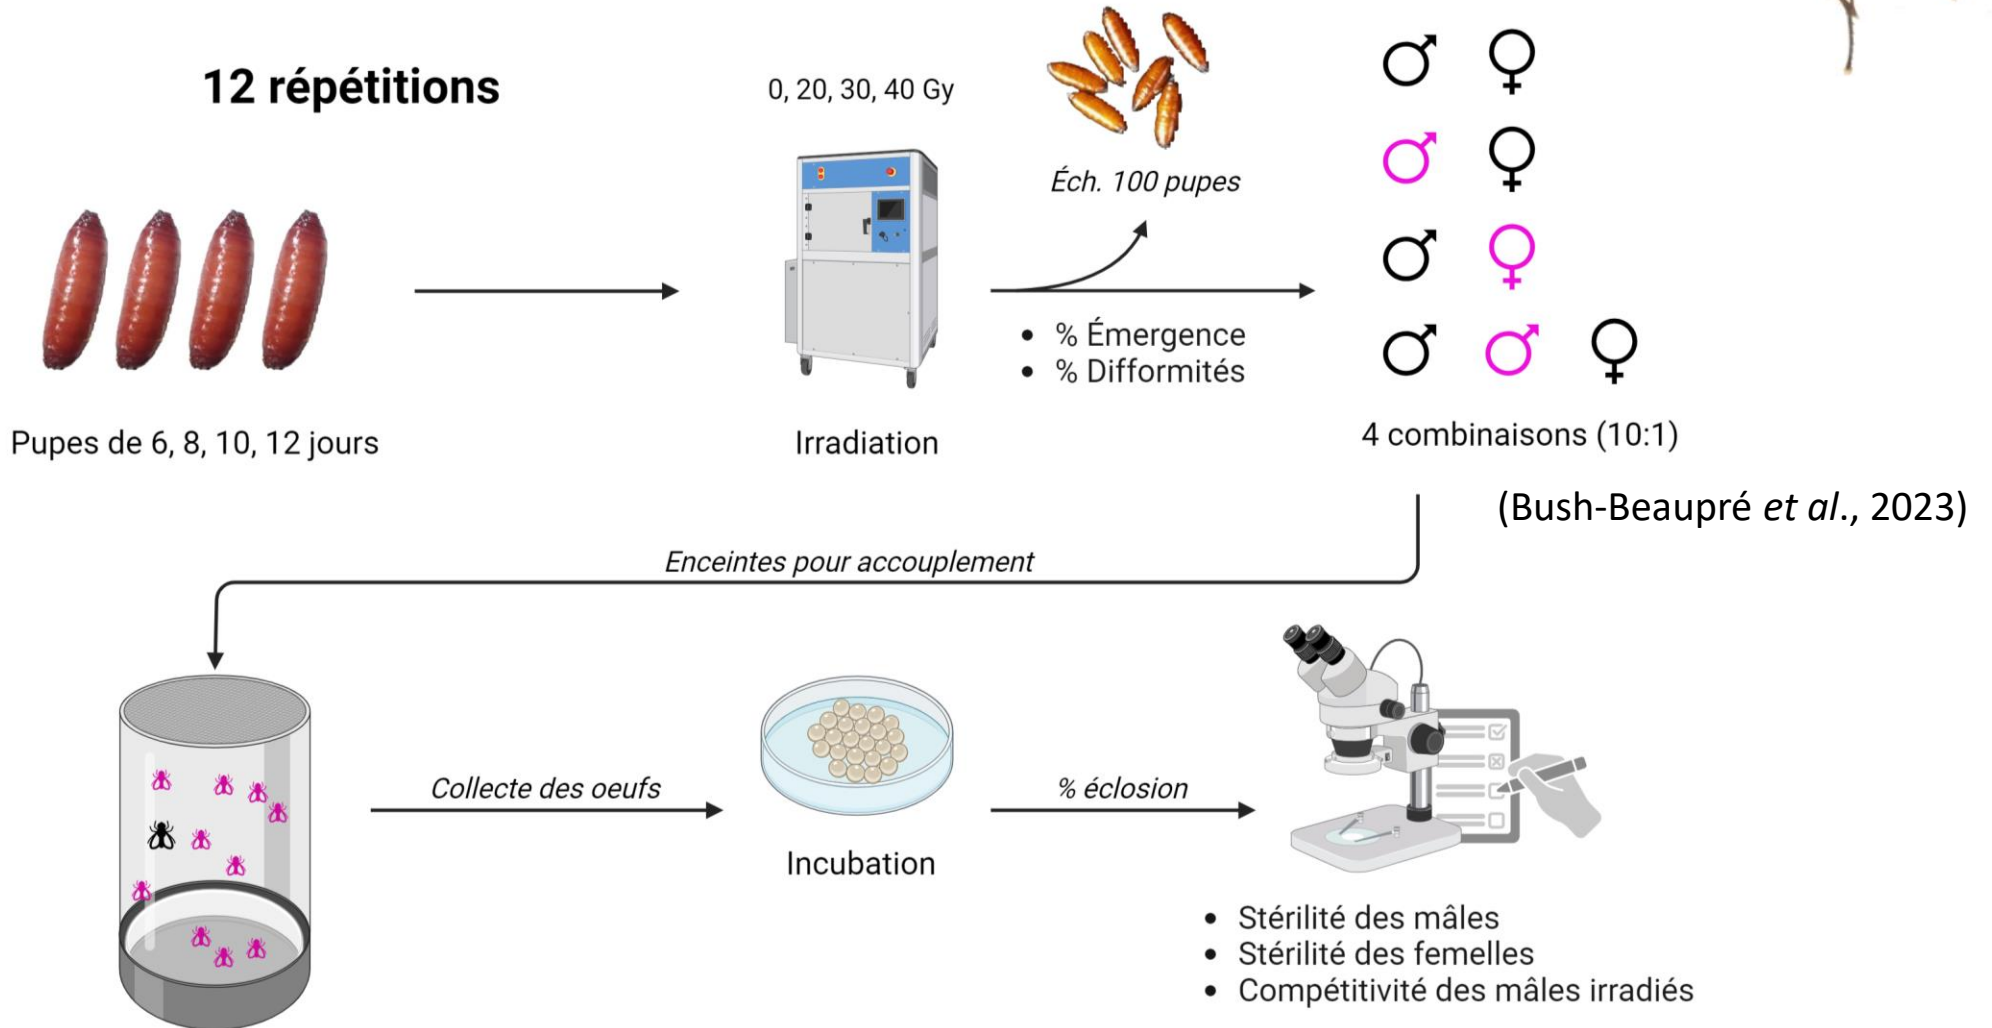 12 répétitions
0, 20, 30, 40 Gy
Éch. 100 pupes
• % Émergence
• % Difformités
Pupes de 6, 8, 10, 12 jours
Irradiation
4 combinaisons (10:1)
(Bush-Beaupré et al., 2023)
Enceintes pour accouplement
Collecte des oeufs
% éclosion
Incubation
• Stérilité des mâles
• Stérilité des femelles
• Compétitivité des mâles irradiés